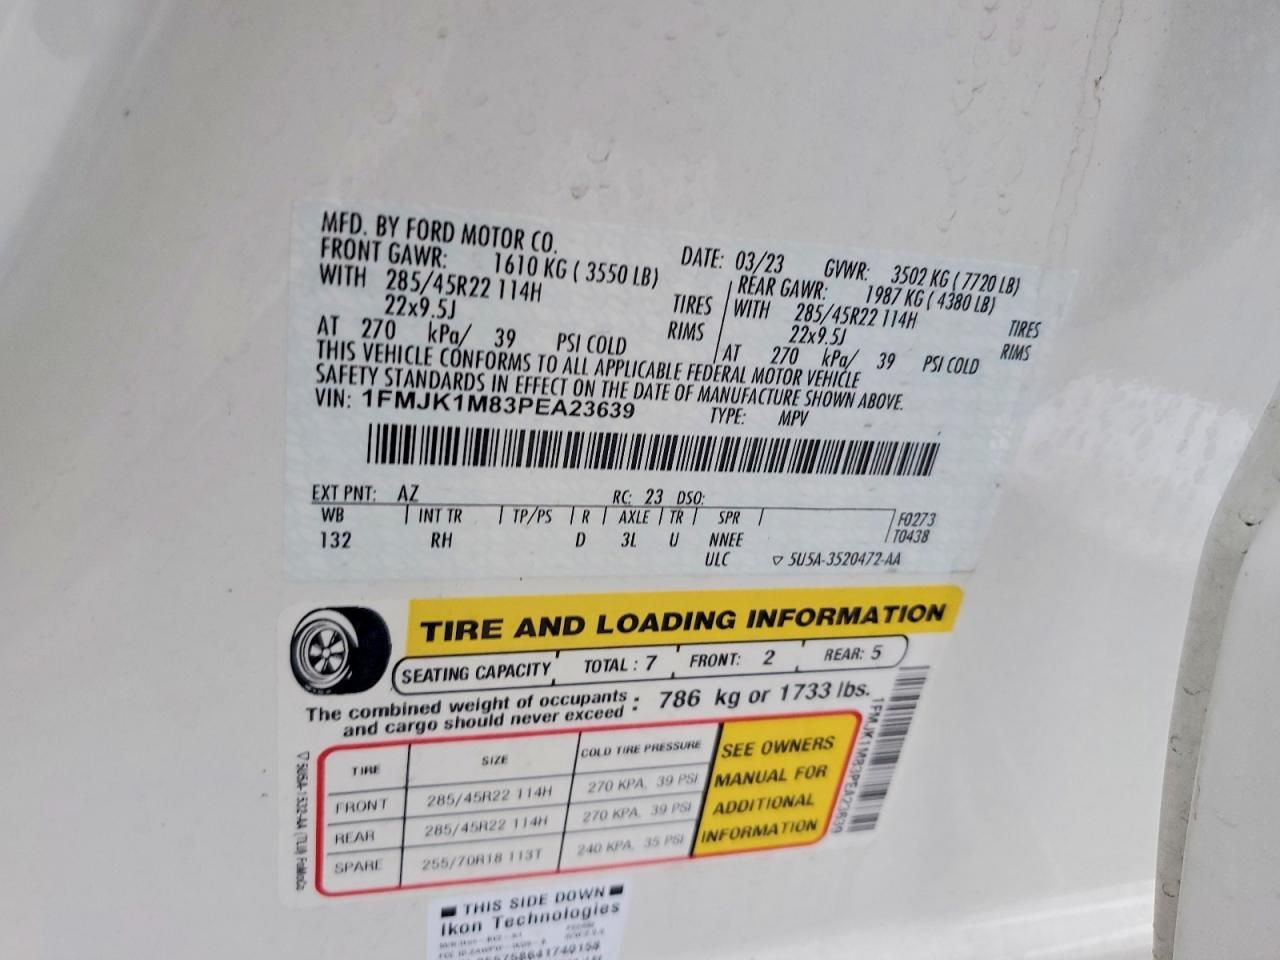 MFD. BY FORD MOTOR CO.
DATE: 03/23 GVWR: 3502 KG ( 7720 LB)
FRONT GAWR: 1610 KG ( 3550 LB)
WITH 285/45R22 114H TIRES
22x9.5J RIMS
AT 270 kPa/ 39 PSI COLD
REAR GAWR: 1987 KG ( 4380 LB)
WITH 285/45R22 114H TIRES
22x9.5J RIMS
AT 270 kPa/ 39 PSI COLD
THIS VEHICLE CONFORMS TO ALL APPLICABLE FEDERAL MOTOR VEHICLE
SAFETY STANDARDS IN EFFECT ON THE DATE OF MANUFACTURE SHOWN ABOVE.
VIN: 1FMJK1M83PEA23639 TYPE: MPV
EXT PNT: AZ RC: 23 DSO:
WB INT TR TP/PS R AXLE TR SPR F0273
132 RH D 3L U NNEE T0438
ULC ▽ 5U5A-3520472-AA
TIRE AND LOADING INFORMATION
SEATING CAPACITY TOTAL : 7 FRONT: 2 REAR: 5
The combined weight of occupants and cargo should never exceed : 786 kg or 1733 lbs.
TIRE SIZE COLD TIRE PRESSURE
FRONT 285/45R22 114H 270 KPA, 39 PSI
REAR 285/45R22 114H 270 KPA, 39 PSI
SPARE 255/70R18 113T 240 KPA, 35 PSI
SEE OWNERS
MANUAL FOR
ADDITIONAL
INFORMATION
1FMJK1M83PEA23639
▽ 5U5A-1532-AA (TLU) FoMoCo
THIS SIDE DOWN
Ikon Technologies